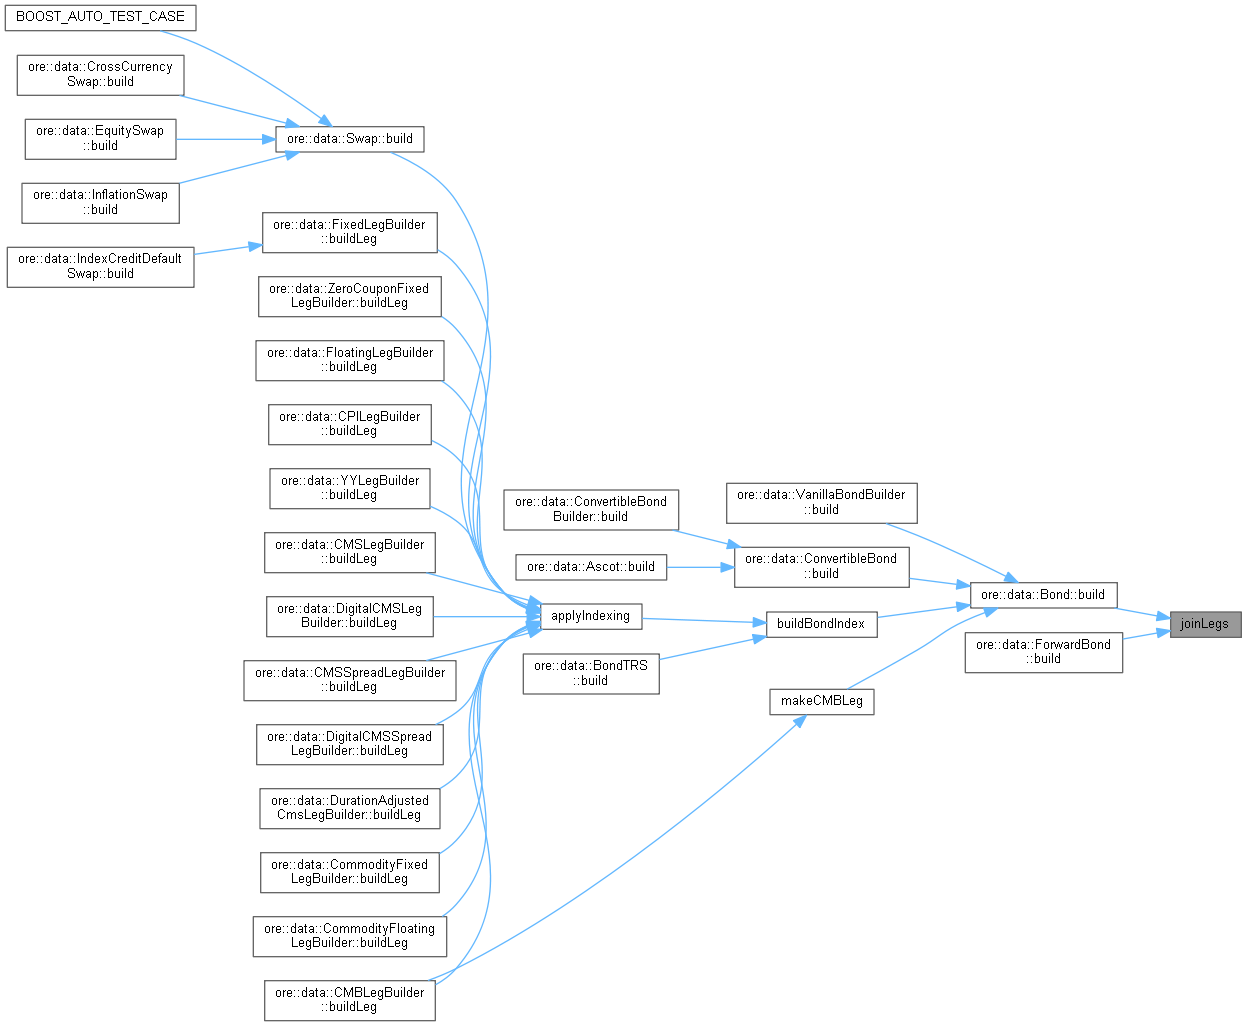 BOOST_AUTO_TEST_CASE
ore::data::CrossCurrency
Swap::build
ore::data::EquitySwap
::build
ore::data::Swap::build
ore::data::InflationSwap
::build
ore::data::FixedLegBuilder
::buildLeg
ore::data::IndexCreditDefault
Swap::build
ore::data::ZeroCouponFixed
LegBuilder::buildLeg
ore::data::FloatingLegBuilder
::buildLeg
ore::data::CPILegBuilder
::buildLeg
ore::data::YYLegBuilder
::buildLeg
ore::data::CMSLegBuilder
::buildLeg
ore::data::DigitalCMSLeg
Builder::buildLeg
ore::data::CMSSpreadLegBuilder
::buildLeg
ore::data::DigitalCMSSpread
LegBuilder::buildLeg
ore::data::DurationAdjusted
CmsLegBuilder::buildLeg
ore::data::CommodityFixed
LegBuilder::buildLeg
ore::data::CommodityFloating
LegBuilder::buildLeg
ore::data::CMBLegBuilder
::buildLeg
ore::data::ConvertibleBond
Builder::build
ore::data::Ascot::build
applyIndexing
ore::data::BondTRS
::build
ore::data::VanillaBondBuilder
::build
ore::data::ConvertibleBond
::build
buildBondIndex
makeCMBLeg
ore::data::Bond::build
ore::data::ForwardBond
::build
joinLegs